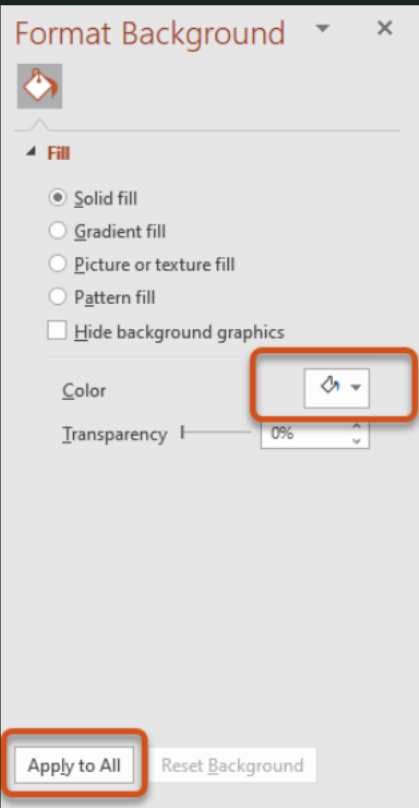 Format Background
Fill
Solid fill
Gradient fill
Picture or texture fill
Pattern fill
Hide background graphics
Color
Transparency 0%
Apply to All Reset Background